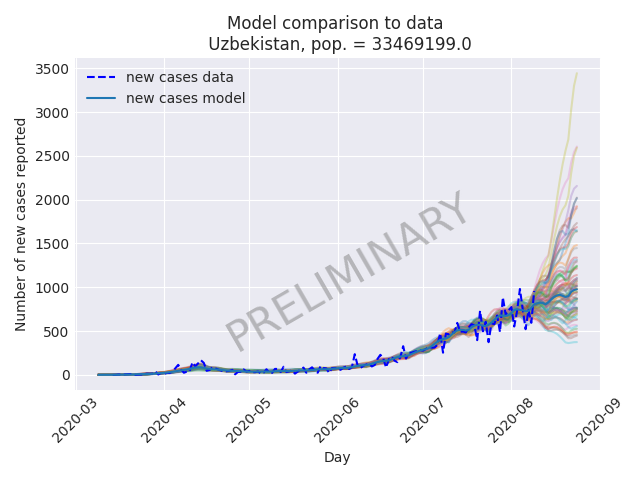 Model comparison to data
Uzbekistan, pop. = 33469199.0
new cases data
new cases model
Number of new cases reported
3500
3000
2500
2000
1500
1000
500
0
PRELIMINARY
2020-03
2020-04
2020-05
2020-06
2020-07
2020-08
2020-09
Day